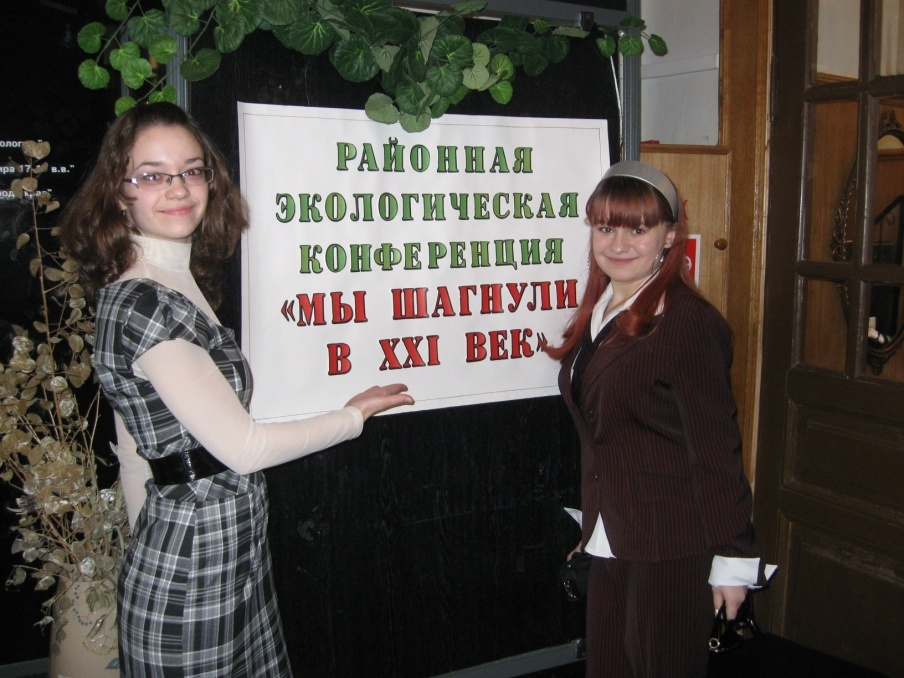 РАЙОННАЯ
ЭКОЛОГИЧЕСКАЯ
КОНФЕРЕНЦИЯ
«МЫ ШАГНУЛИ
В XXI ВЕК»